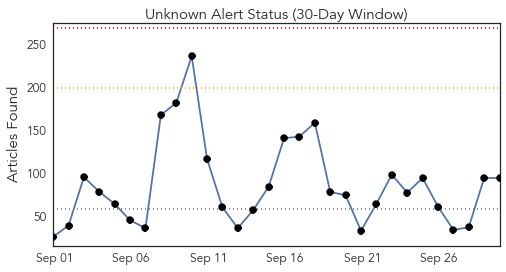 Unknown Alert Status (30-Day Window)
Articles Found
250
200
150
100
50
Sep 01 Sep 06 Sep 11 Sep 16 Sep 21 Sep 26